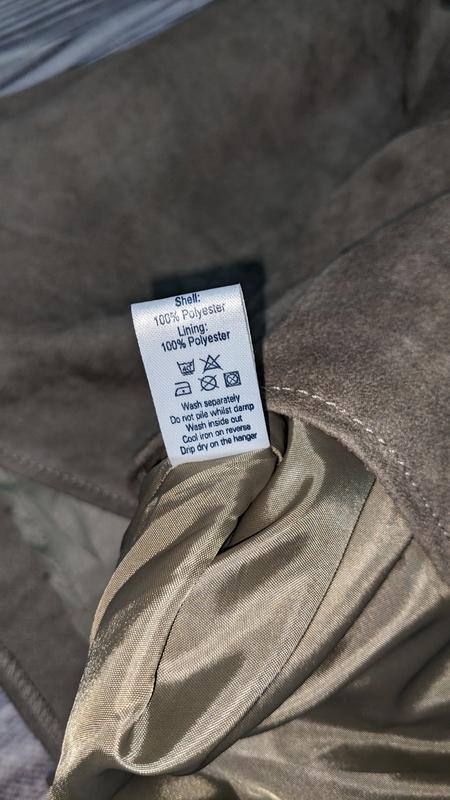 Shell:
100% Polyester
Lining:
100% Polyester
40
Wash separately
Do not pile whilst damp
Wash inside out
Cool iron on reverse
Drip dry on the hanger